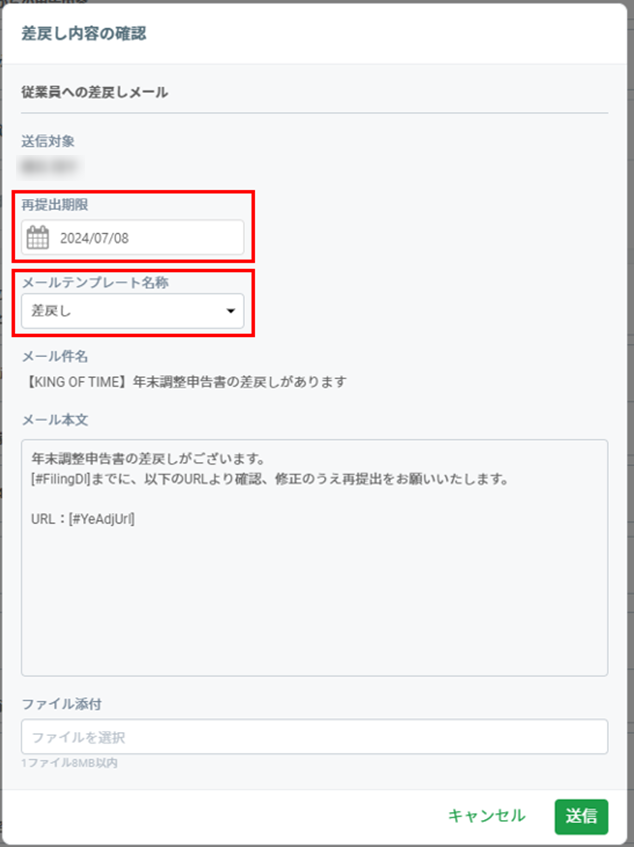 差戻し内容の確認
従業員への差戻しメール
送信対象
再提出期限
2024/07/08
メールテンプレート名称
差戻し
メール件名
【KING OF TIME】年末調整申告書の差戻しがあります
メール本文
年末調整申告書の差戻しがございます。
[#FilingDl]までに、以下のURLより確認、修正のうえ再提出をお願いいたします。
URL：[#YeAdjUrl]
ファイル添付
ファイルを選択
1ファイル8MB以内
キャンセル
送信